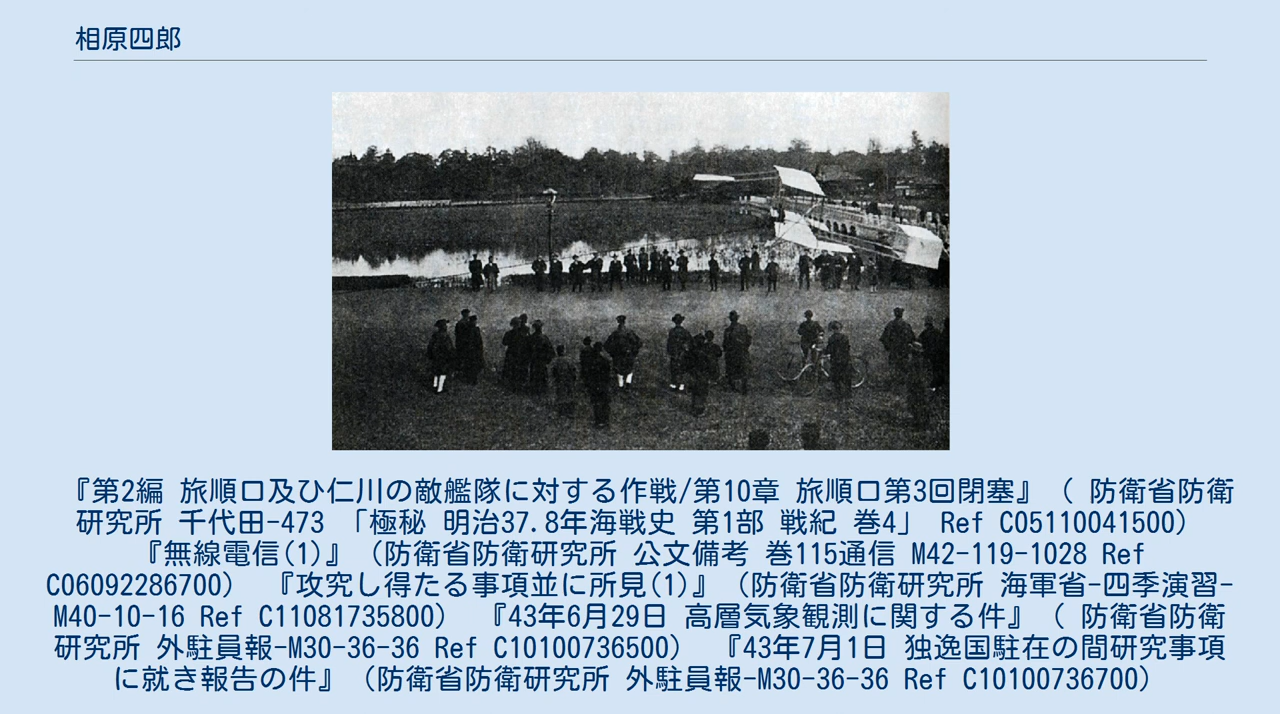 相原四郎
『第2編 旅順口及ひ仁川の敵艦隊に対する作戦/第10章 旅順口第3回閉塞』（ 防衛省防衛
研究所 千代田-473 「極秘 明治37.8年海戦史 第1部 戦紀 巻4」 Ref C05110041500）
『無線電信(1)』（防衛省防衛研究所 公文備考 巻115通信 M42-119-1028 Ref
C06092286700） 『攻究し得たる事項並に所見(1)』（防衛省防衛研究所 海軍省-四季演習-
M40-10-16 Ref C11081735800） 『43年6月29日 高層気象観測に関する件』（ 防衛省防衛
研究所 外駐員報-M30-36-36 Ref C10100736500） 『43年7月1日 独逸国駐在の間研究事項
に就き報告の件』（防衛省防衛研究所 外駐員報-M30-36-36 Ref C10100736700）